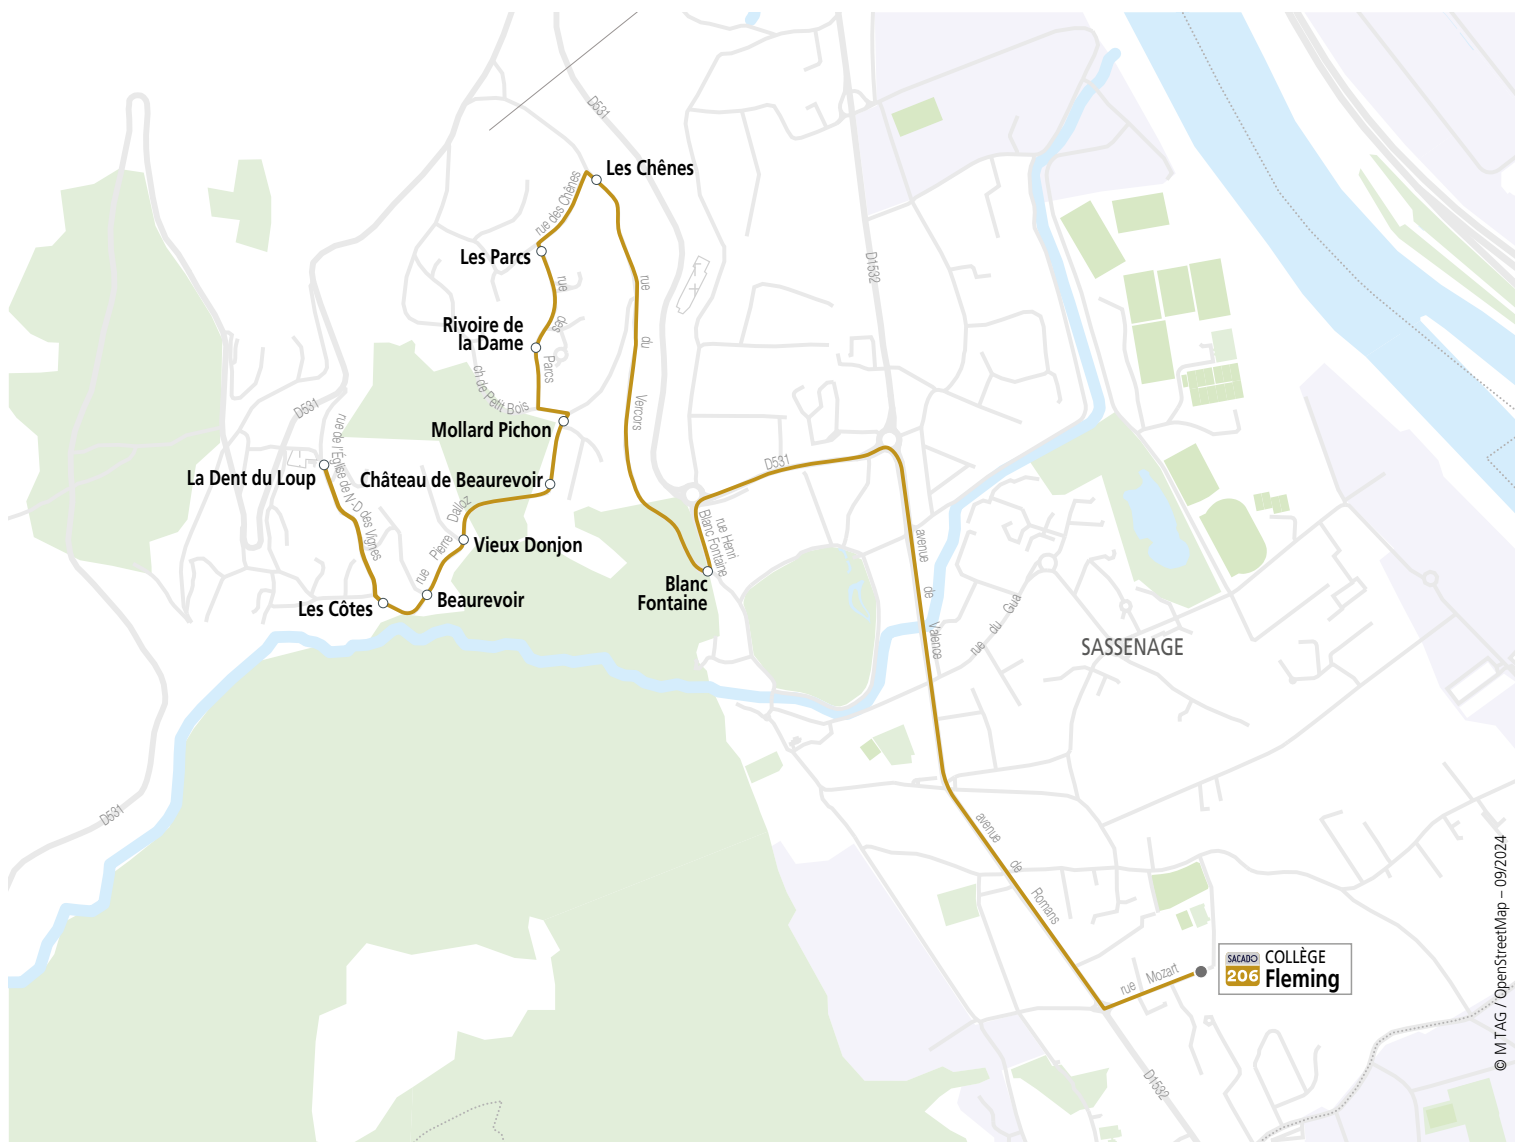 D531
Les Chênes
rue des Chênes
Les Parcs
rue
des
Parcs
Rivoire de
la Dame
rue
du
Vercors
D1532
ch. de Petit Bois
Mollard Pichon
D531
rue de l'Église de N.-D des Vignes
La Dent du Loup
Château de Beaurevoir
D531
rue Pierre Dalloz
Vieux Donjon
rue Henri
Blanc Fontaine
Blanc
Fontaine
Les Côtes
Beaurevoir
avenue
de
Valence
rue du Gua
SASSENAGE
D531
avenue
de
Romans
rue Mozart
SACADO
206
COLLÈGE
Fleming
D1532
© M TAG / OpenStreetMap – 09/2024